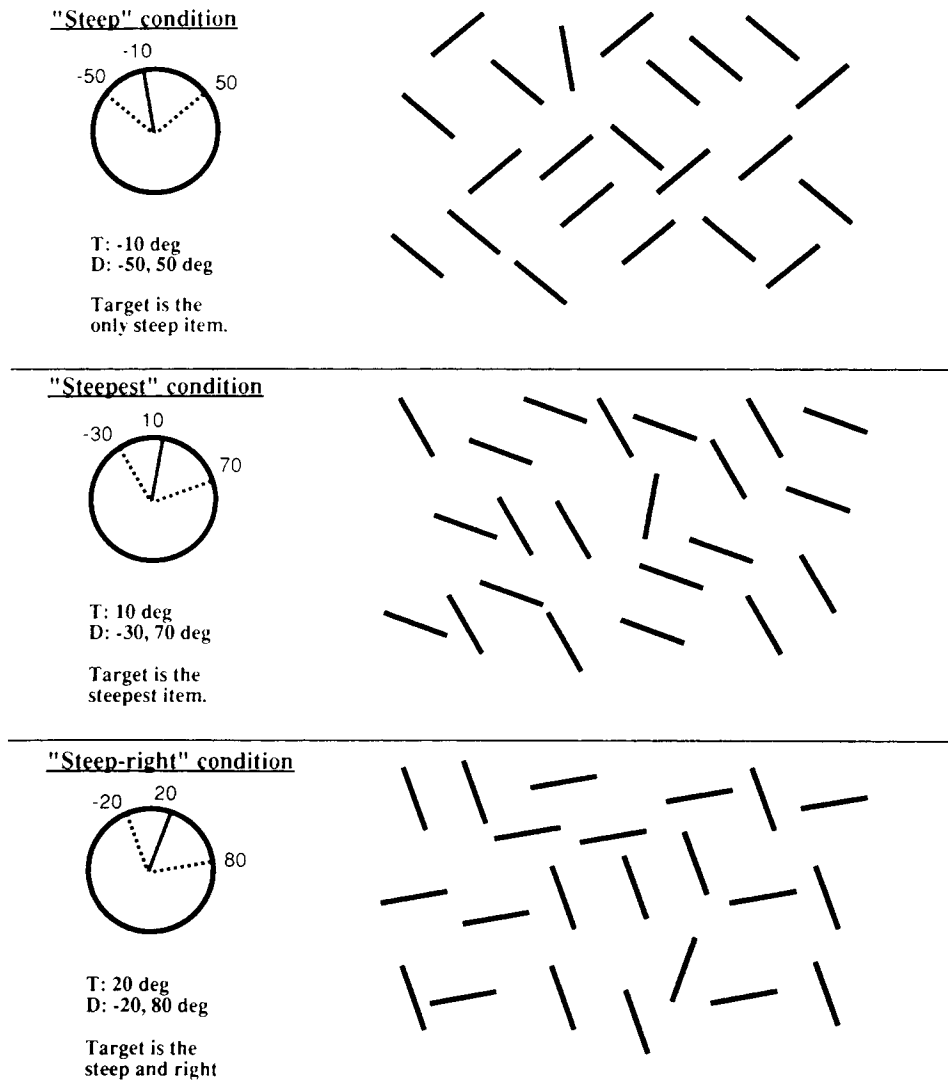 "Steep" condition
-10
-50
50
T: -10 deg
D: -50, 50 deg
Target is the
only steep item.
"Steepest" condition
10
-30
70
T: 10 deg
D: -30, 70 deg
Target is the
steepest item.
"Steep-right" condition
-20
20
80
T: 20 deg
D: -20, 80 deg
Target is the
steep and right